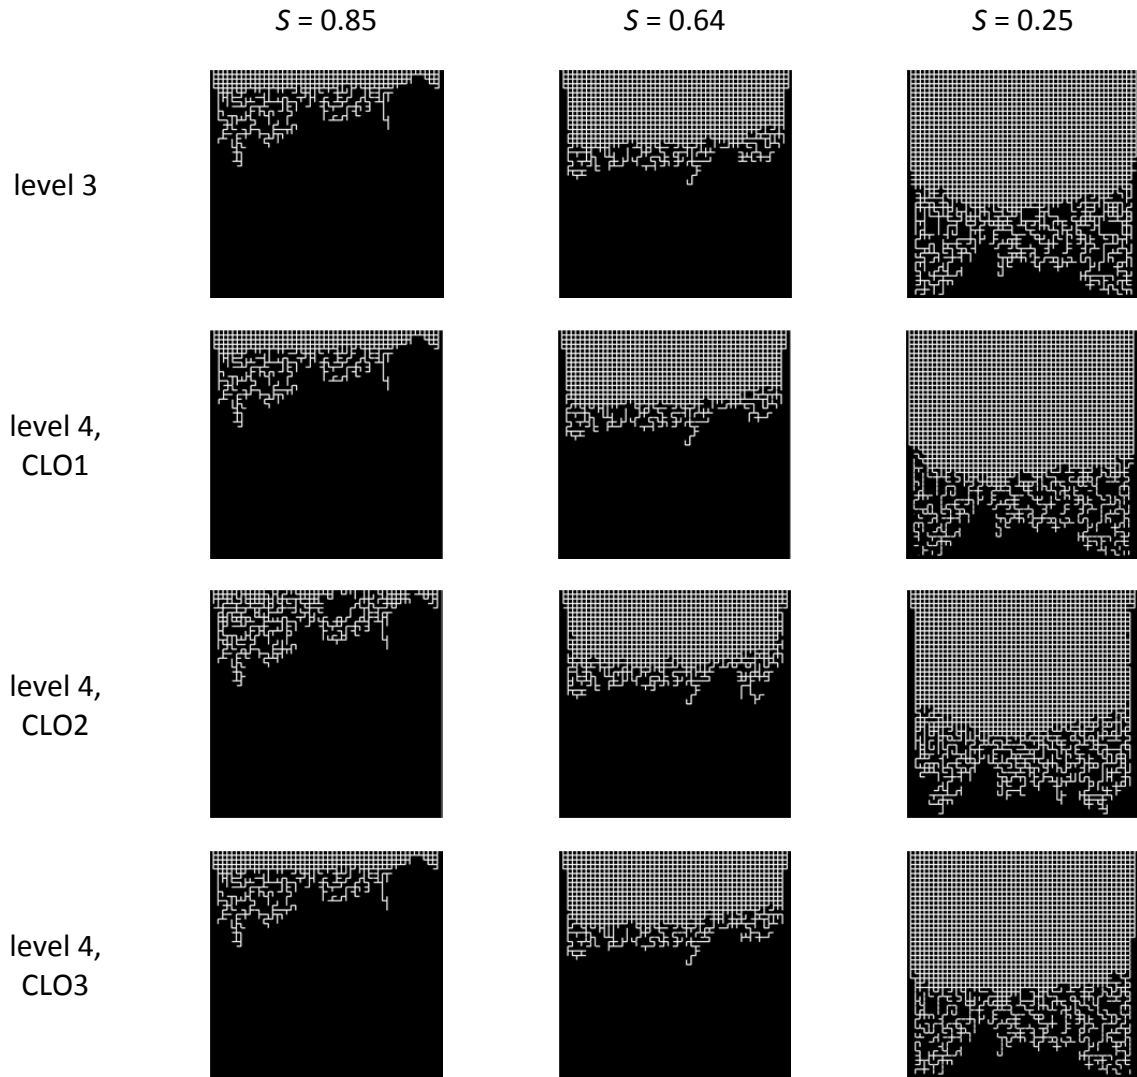 S = 0.85
S = 0.64
S = 0.25
level 3
level 4,
CLO1
level 4,
CLO2
level 4,
CLO3